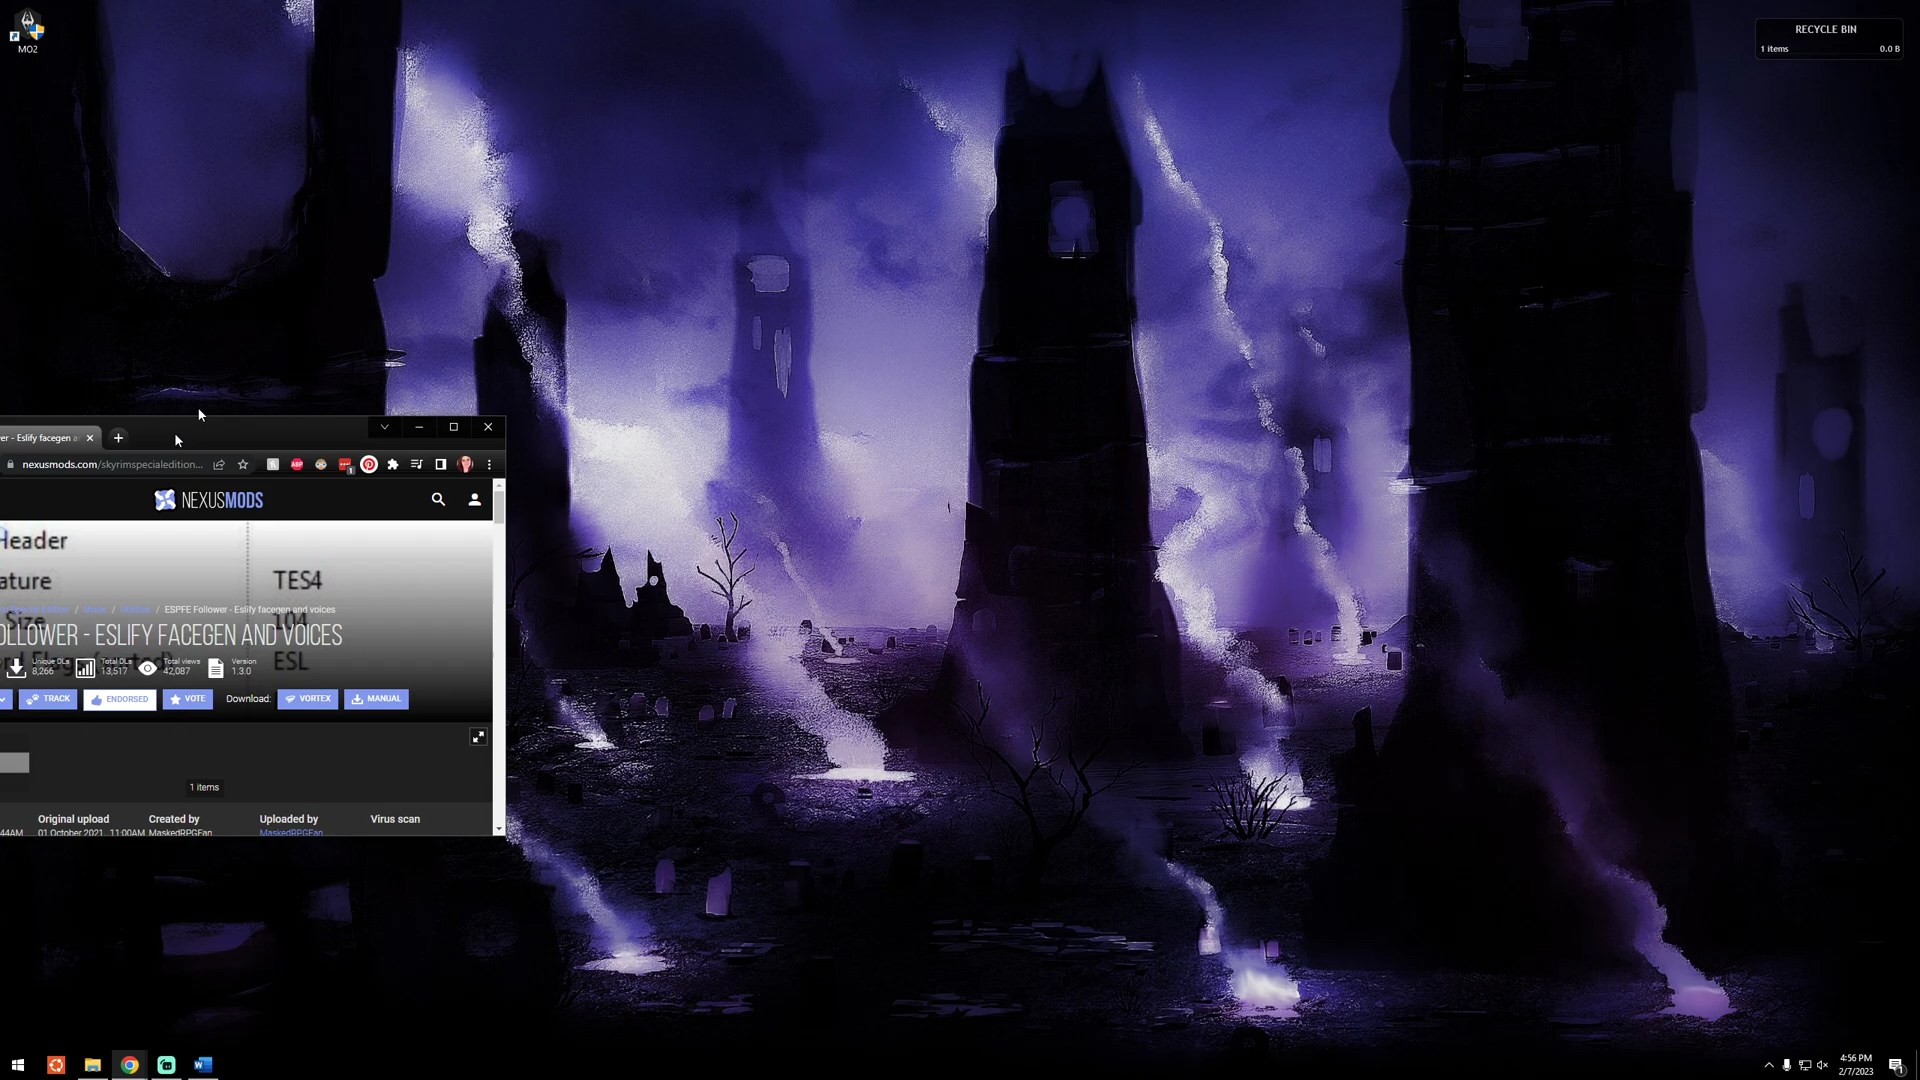 MO2
RECYCLE BIN
1 items 0.0 B
er - Eslify facegen a
nexusmods.com/skyrimspecialedition...
ABP
1
NEXUSMODS
Header
ature TES4
/ / ESPFE Follower - Eslify facegen and voices
Size 104
OLLOWER - ESLIFY FACEGEN AND VOICES
ESL
Unique DLs Total DLs Total views Version
8,266 13,517 42,087 1.3.0
TRACK ENDORSED VOTE Download: VORTEX MANUAL
1 items
Original upload Created by Uploaded by Virus scan
44AM 01 October 2021 11:00AM MaskedRPGFan MaskedRPGFan
4:56 PM
2/7/2023
1